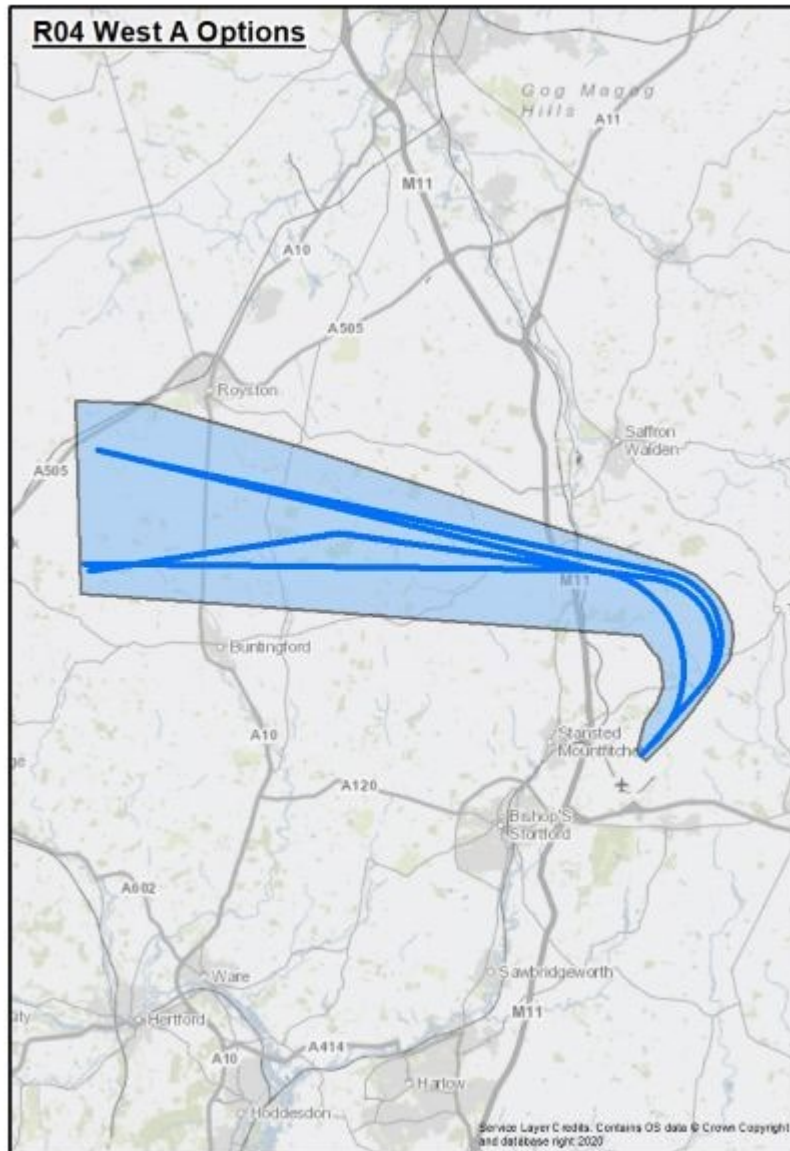 R04 West A Options
Gog Magog
Hills
A11
M11
A10
A505
Royston
Saffron
Walden
A505
M11
Buntingford
A10
Stansted
Mountfitche
A120
Bishop'S
Stortford
A602
Ware
Sawbridgeworth
Hertford
M11
A414
A10
Harlow
Hoddesdon
Service Layer Credits: Contains OS data © Crown Copyright
and database right 2020